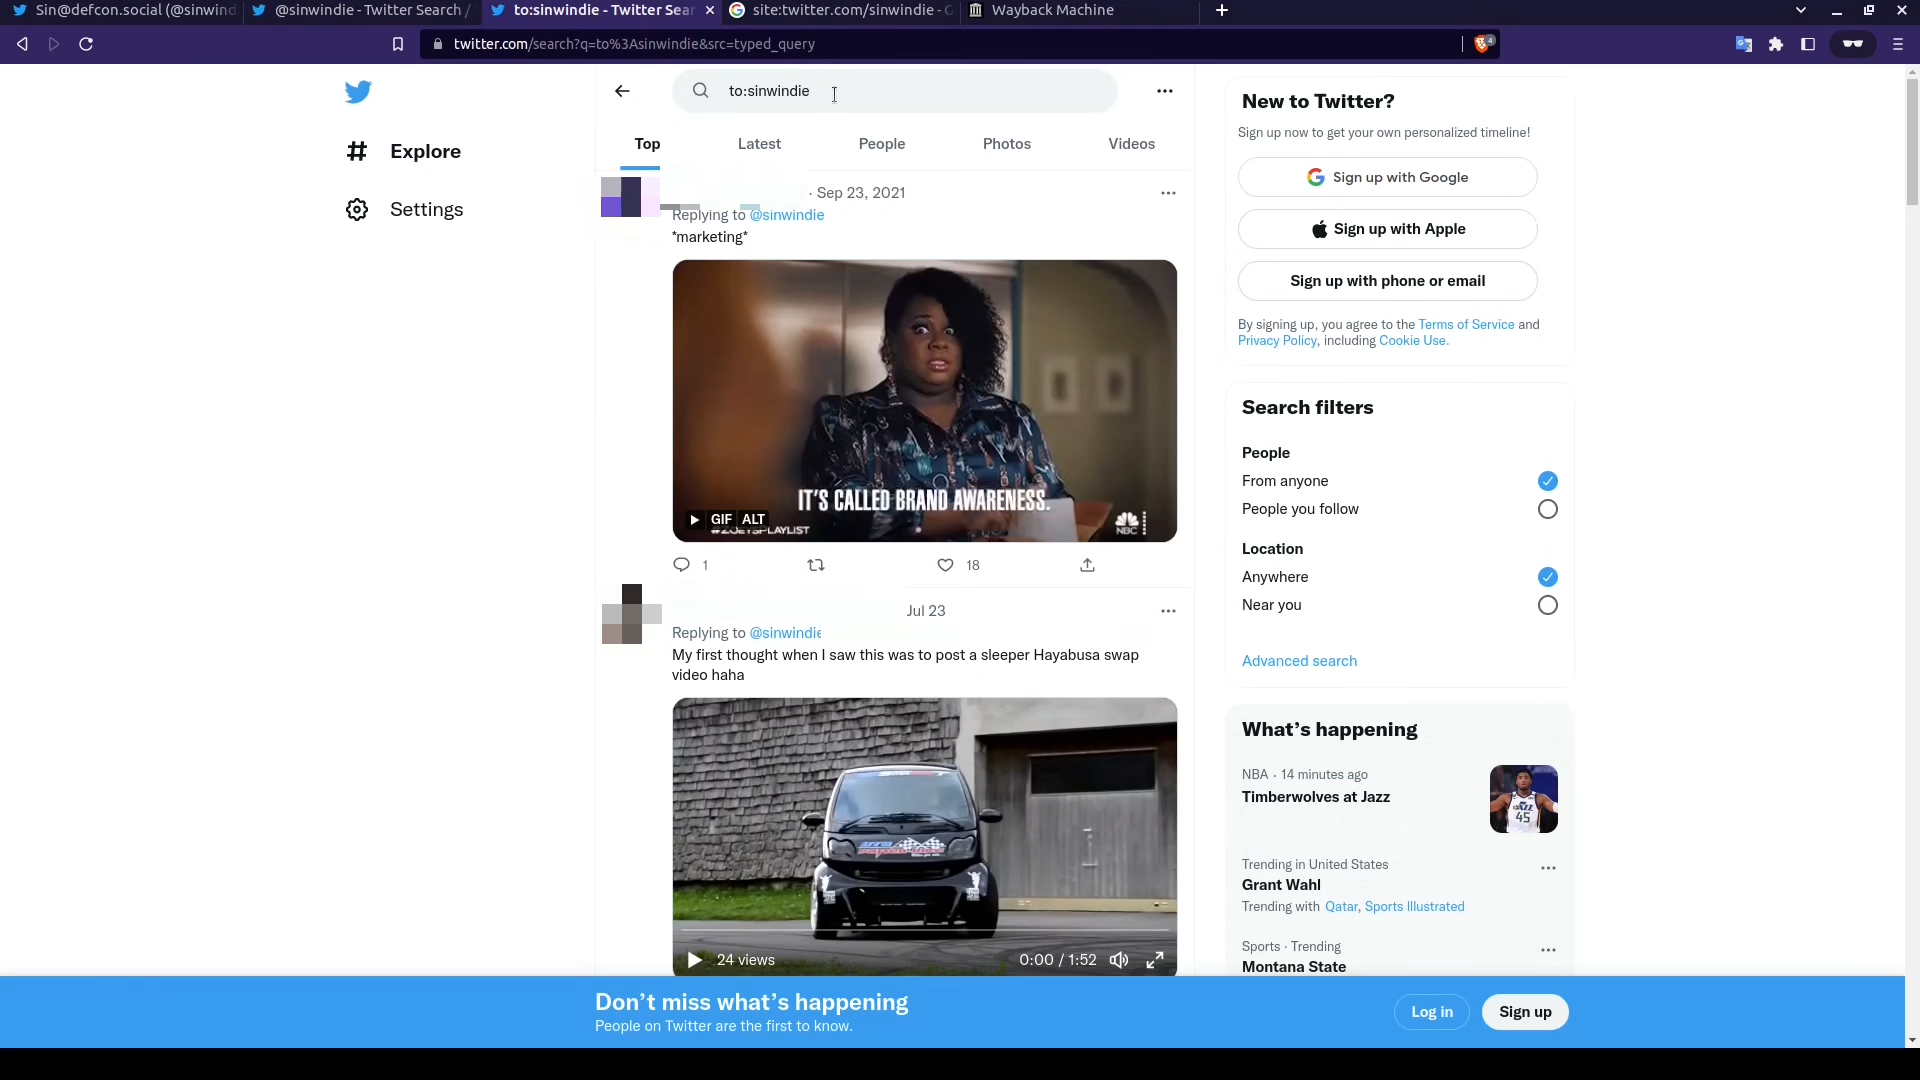 Sin@defcon.social (@sinwind
@sinwindie - Twitter Search /
to:sinwindie - Twitter Sear
site:twitter.com/sinwindie - G
Wayback Machine
twitter.com/search?q=to%3Asinwindie&src=typed_query
4
to:sinwindie
Explore
Settings
Top
Latest
People
Photos
Videos
· Sep 23, 2021
Replying to @sinwindie
*marketing*
IT'S CALLED BRAND AWARENESS.
GIF ALT
#ZOEYSPLAYLIST
NBC
1
18
Jul 23
Replying to @sinwindie
My first thought when I saw this was to post a sleeper Hayabusa swap
video haha
24 views
0:00 / 1:52
New to Twitter?
Sign up now to get your own personalized timeline!
Sign up with Google
Sign up with Apple
Sign up with phone or email
By signing up, you agree to the Terms of Service and
Privacy Policy, including Cookie Use.
Search filters
People
From anyone
People you follow
Location
Anywhere
Near you
Advanced search
What's happening
NBA · 14 minutes ago
Timberwolves at Jazz
45
Trending in United States
Grant Wahl
Trending with Qatar, Sports Illustrated
Sports · Trending
Montana State
Don't miss what's happening
People on Twitter are the first to know.
Log in
Sign up